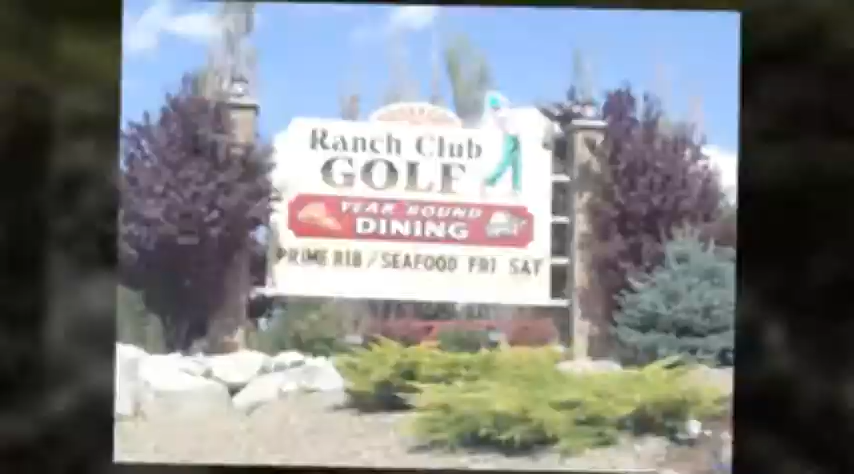 Ranch Club
GOLF
YEAR ROUND
DINING
PRIME RIB / SEAFOOD FRI SAT